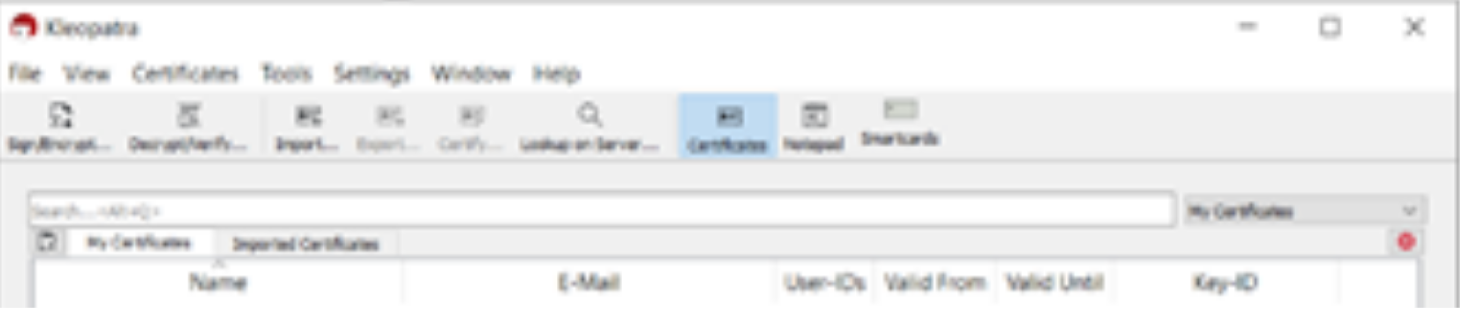 Kleopatra
File View Certificates Tools Settings Window Help
Sign/Encrypt... Decrypt/Verify... Import... Export... Certify... Lookup on Server... Certificates Notepad Smartcards
Search...<Alt+Q> My Certificates
My Certificates Imported Certificates
Name E-Mail User-IDs Valid From Valid Until Key-ID